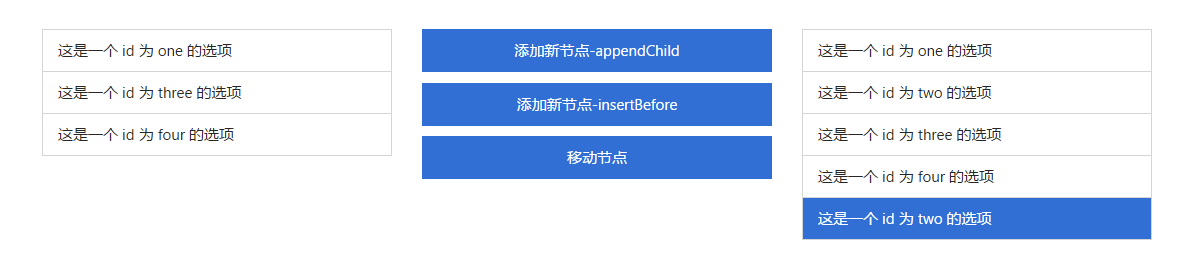 这是一个 id 为 one 的选项
这是一个 id 为 three 的选项
这是一个 id 为 four 的选项
添加新节点-appendChild
添加新节点-insertBefore
移动节点
这是一个 id 为 one 的选项
这是一个 id 为 two 的选项
这是一个 id 为 three 的选项
这是一个 id 为 four 的选项
这是一个 id 为 two 的选项